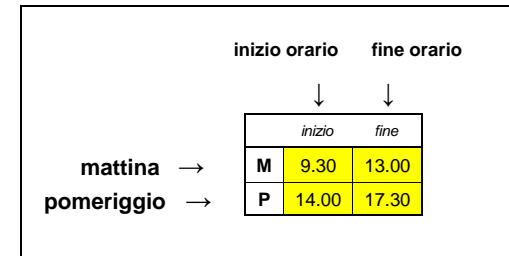 inizio orario fine orario
↓ ↓
inizio fine
mattina → M 9.30 13.00
pomeriggio → P 14.00 17.30